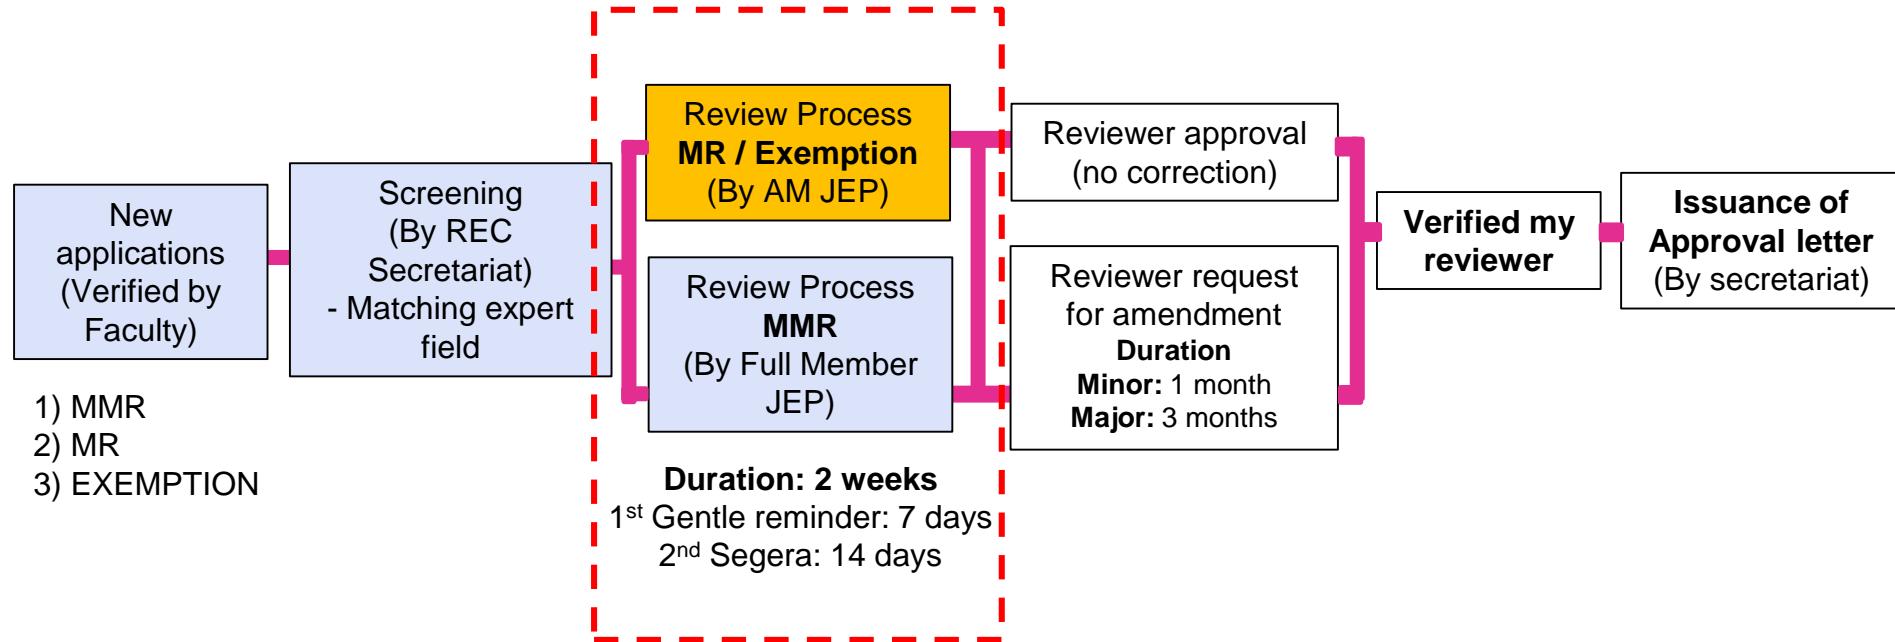 New
applications
(Verified by
Faculty)
1) MMR
2) MR
3) EXEMPTION
Screening
(By REC
Secretariat)
- Matching expert
field
Review Process
MR / Exemption
(By AM JEP)
Review Process
MMR
(By Full Member
JEP)
Duration: 2 weeks
1st Gentle reminder: 7 days
2nd Segera: 14 days
Reviewer approval
(no correction)
Reviewer request
for amendment
Duration
Minor: 1 month
Major: 3 months
Verified my
reviewer
Issuance of
Approval letter
(By secretariat)